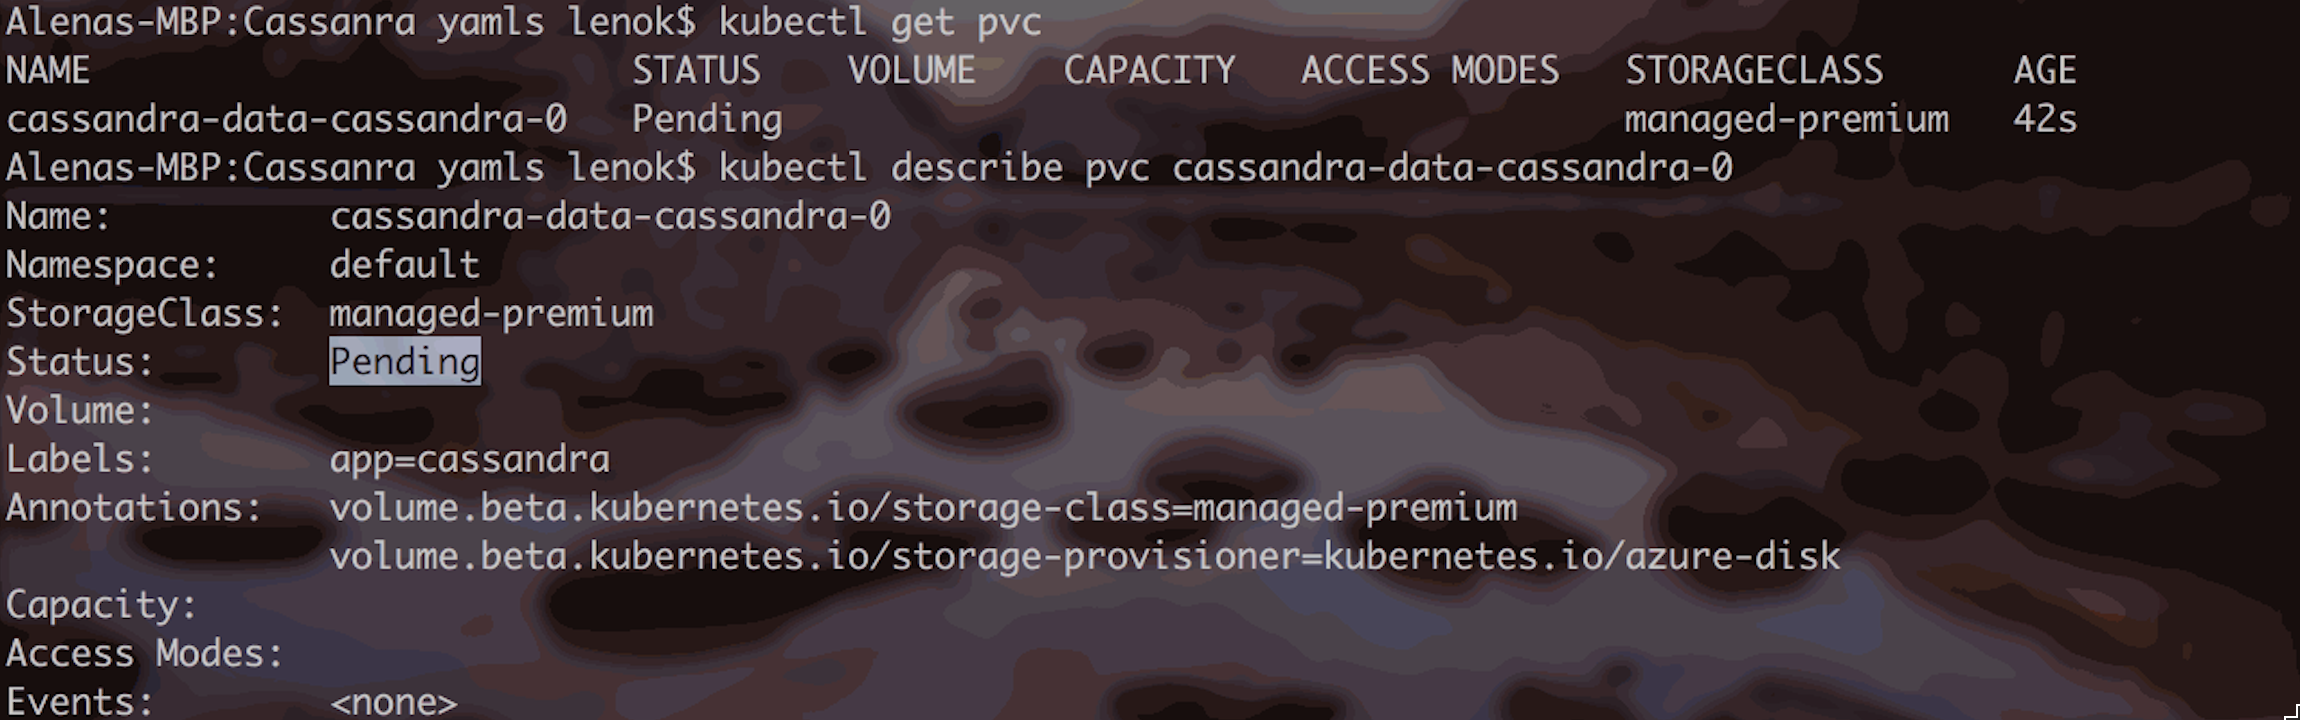 Alenas-MBP:Cassanra yamls lenok$ kubectl get pvc
NAME STATUS VOLUME CAPACITY ACCESS MODES STORAGECLASS AGE
cassandra-data-cassandra-0 Pending managed-premium 42s
Alenas-MBP:Cassanra yamls lenok$ kubectl describe pvc cassandra-data-cassandra-0
Name: cassandra-data-cassandra-0
Namespace: default
StorageClass: managed-premium
Status: Pending
Volume:
Labels: app=cassandra
Annotations: volume.beta.kubernetes.io/storage-class=managed-premium
volume.beta.kubernetes.io/storage-provisioner=kubernetes.io/azure-disk
Capacity:
Access Modes:
Events: <none>